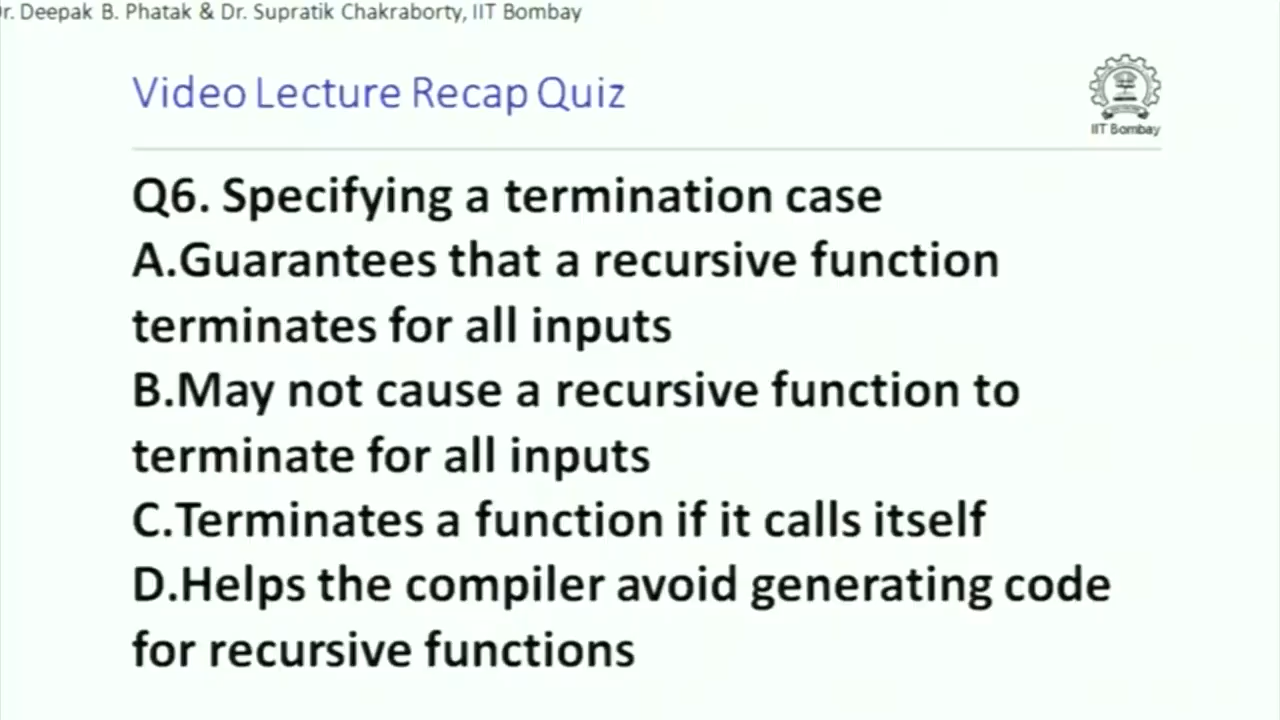 r. Deepak B. Phatak & Dr. Supratik Chakraborty, IIT Bombay
Video Lecture Recap Quiz
IIT Bombay
Q6. Specifying a termination case
A.Guarantees that a recursive function
terminates for all inputs
B.May not cause a recursive function to
terminate for all inputs
C.Terminates a function if it calls itself
D.Helps the compiler avoid generating code
for recursive functions